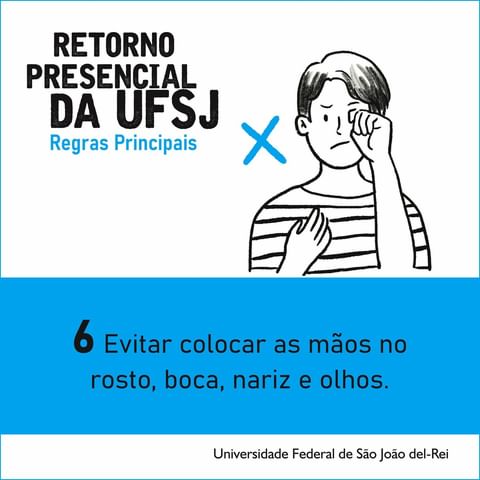 RETORNO
PRESENCIAL
DA UFSJ
Regras Principais
6 Evitar colocar as mãos no
rosto, boca, nariz e olhos.
Universidade Federal de São João del-Rei